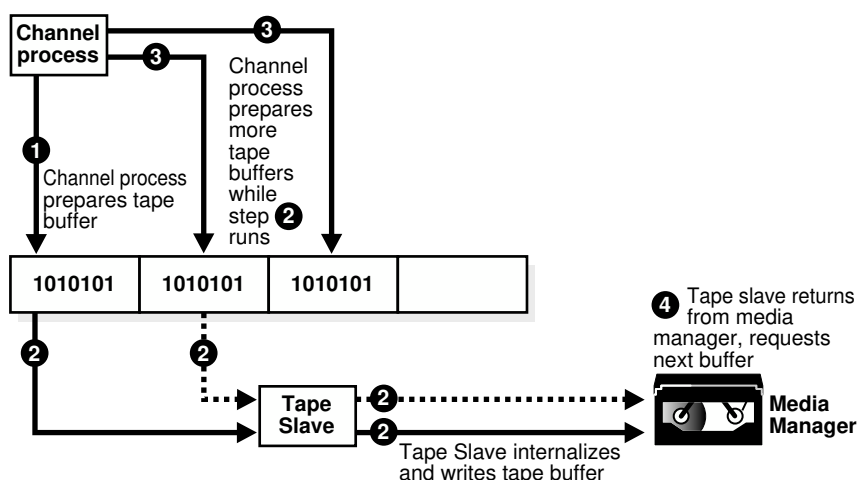 Channel
process
3
3
Channel
process
prepares
more
tape
buffers
while
step 2
runs
1
Channel process
prepares tape
buffer
1010101 1010101 1010101
2
2
4 Tape slave returns
from media
manager, requests
next buffer
Tape
Slave
2
2
Media
Manager
Tape Slave internalizes
and writes tape buffer